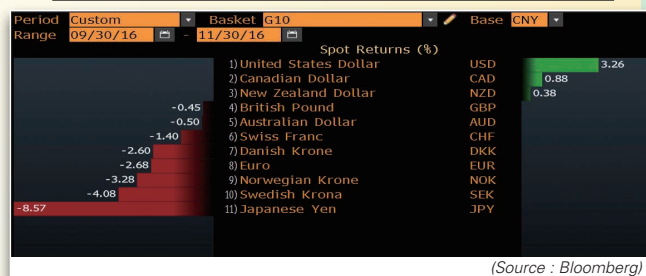 Period Custom Basket G10 Base CNY
Range 09/30/16 - 11/30/16
Spot Returns (%)
1) United States Dollar USD 3.26
2) Canadian Dollar CAD 0.88
3) New Zealand Dollar NZD 0.38
-0.45 4) British Pound GBP
-0.50 5) Australian Dollar AUD
-1.40 6) Swiss Franc CHF
-2.60 7) Danish Krone DKK
-2.68 8) Euro EUR
-3.28 9) Norwegian Krone NOK
-4.08 10) Swedish Krona SEK
-8.57 11) Japanese Yen JPY
(Source : Bloomberg)